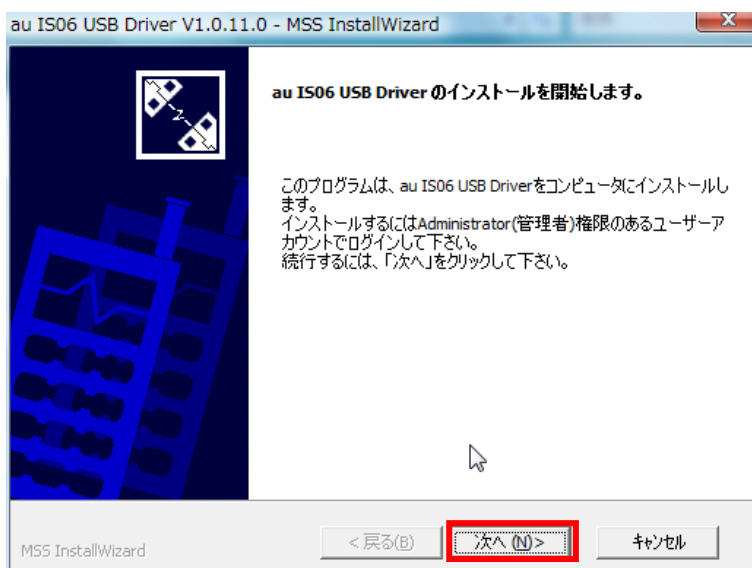 au IS06 USB Driver V1.0.11.0 - MSS InstallWizard
au IS06 USB Driver のインストールを開始します。
このプログラムは、au IS06 USB Driverをコンピュータにインストールし
ます。
インストールするにはAdministrator(管理者)権限のあるユーザーア
カウントでログインして下さい。
続行するには、「次へ」をクリックして下さい。
MSS InstallWizard
< 戻る(B)
次へ (N)>
キャンセル